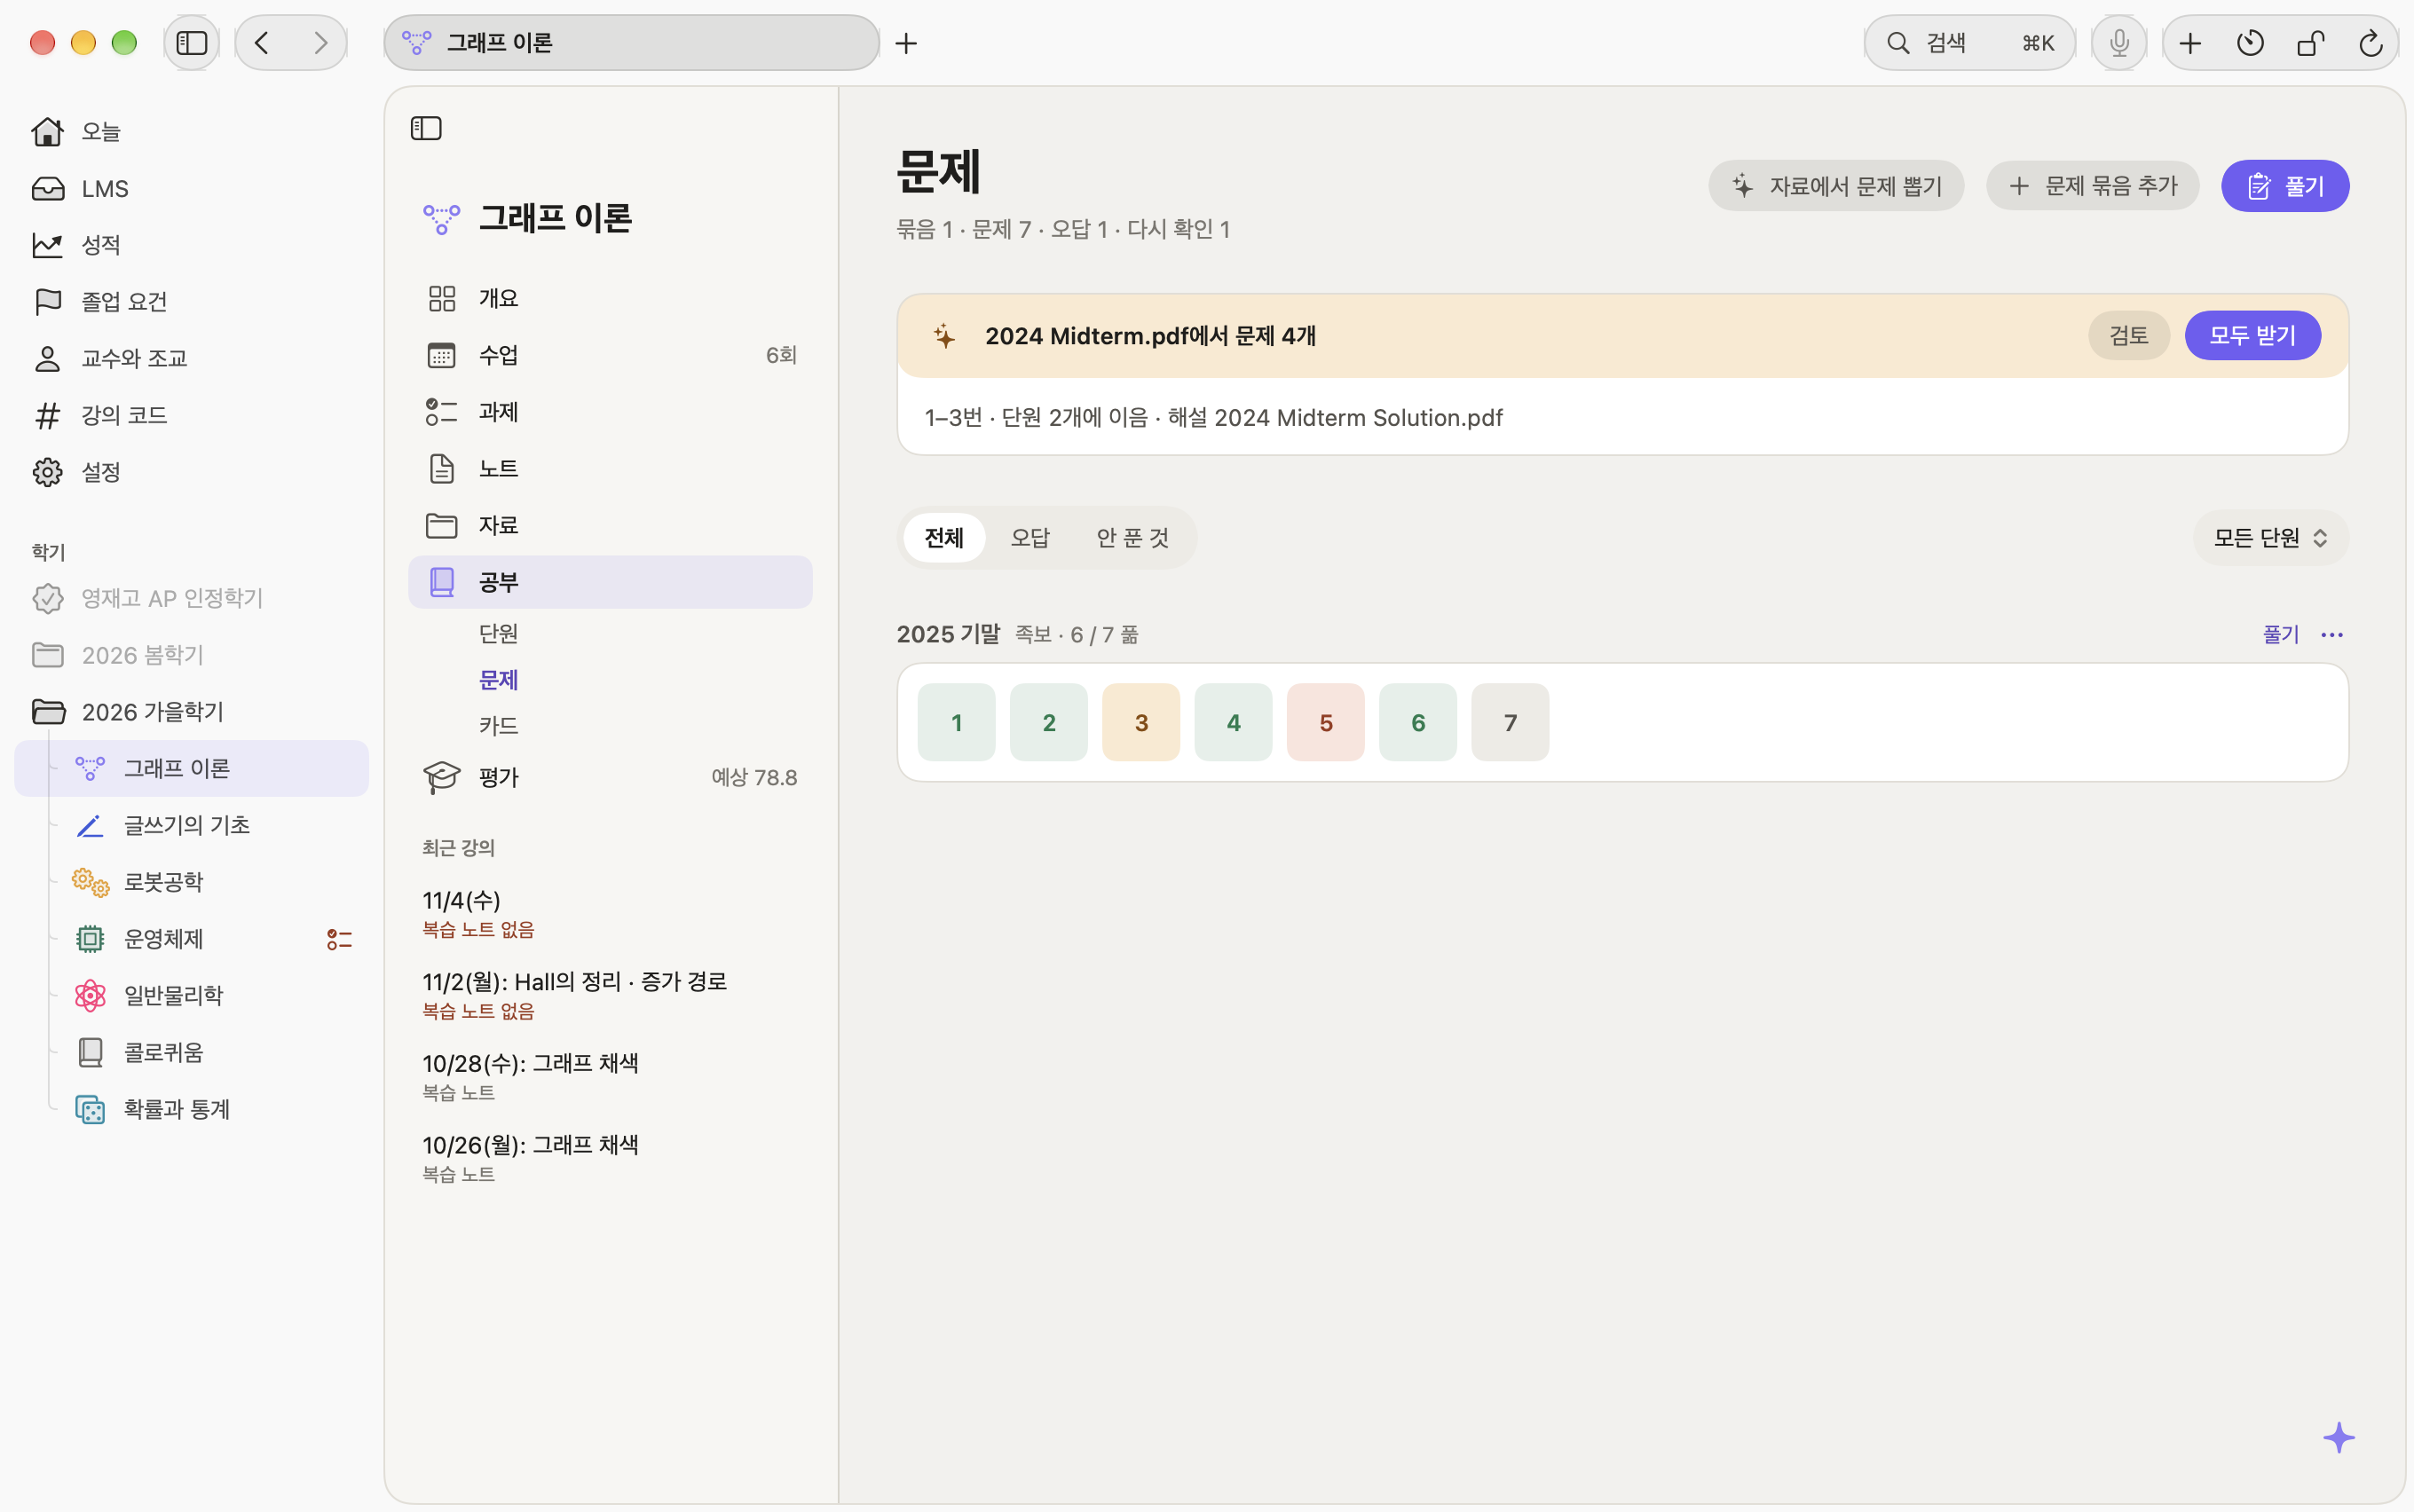 그래프 이론
검색 ⌘K
오늘
LMS
성적
졸업 요건
교수와 조교
강의 코드
설정
학기
영재고 AP 인정학기
2026 봄학기
2026 가을학기
그래프 이론
글쓰기의 기초
로봇공학
운영체제
일반물리학
콜로퀴움
확률과 통계
그래프 이론
개요
수업 6회
과제
노트
자료
공부
단원
문제
카드
평가 예상 78.8
최근 강의
11/4(수)
복습 노트 없음
11/2(월): Hall의 정리 · 증가 경로
복습 노트 없음
10/28(수): 그래프 채색
복습 노트
10/26(월): 그래프 채색
복습 노트
문제
묶음 1 · 문제 7 · 오답 1 · 다시 확인 1
자료에서 문제 뽑기
문제 묶음 추가
풀기
2024 Midterm.pdf에서 문제 4개
검토
모두 받기
1–3번 · 단원 2개에 이음 · 해설 2024 Midterm Solution.pdf
전체 오답 안 푼 것
모든 단원
2025 기말 족보 · 6 / 7 풂
풀기 ···
1 2 3 4 5 6 7